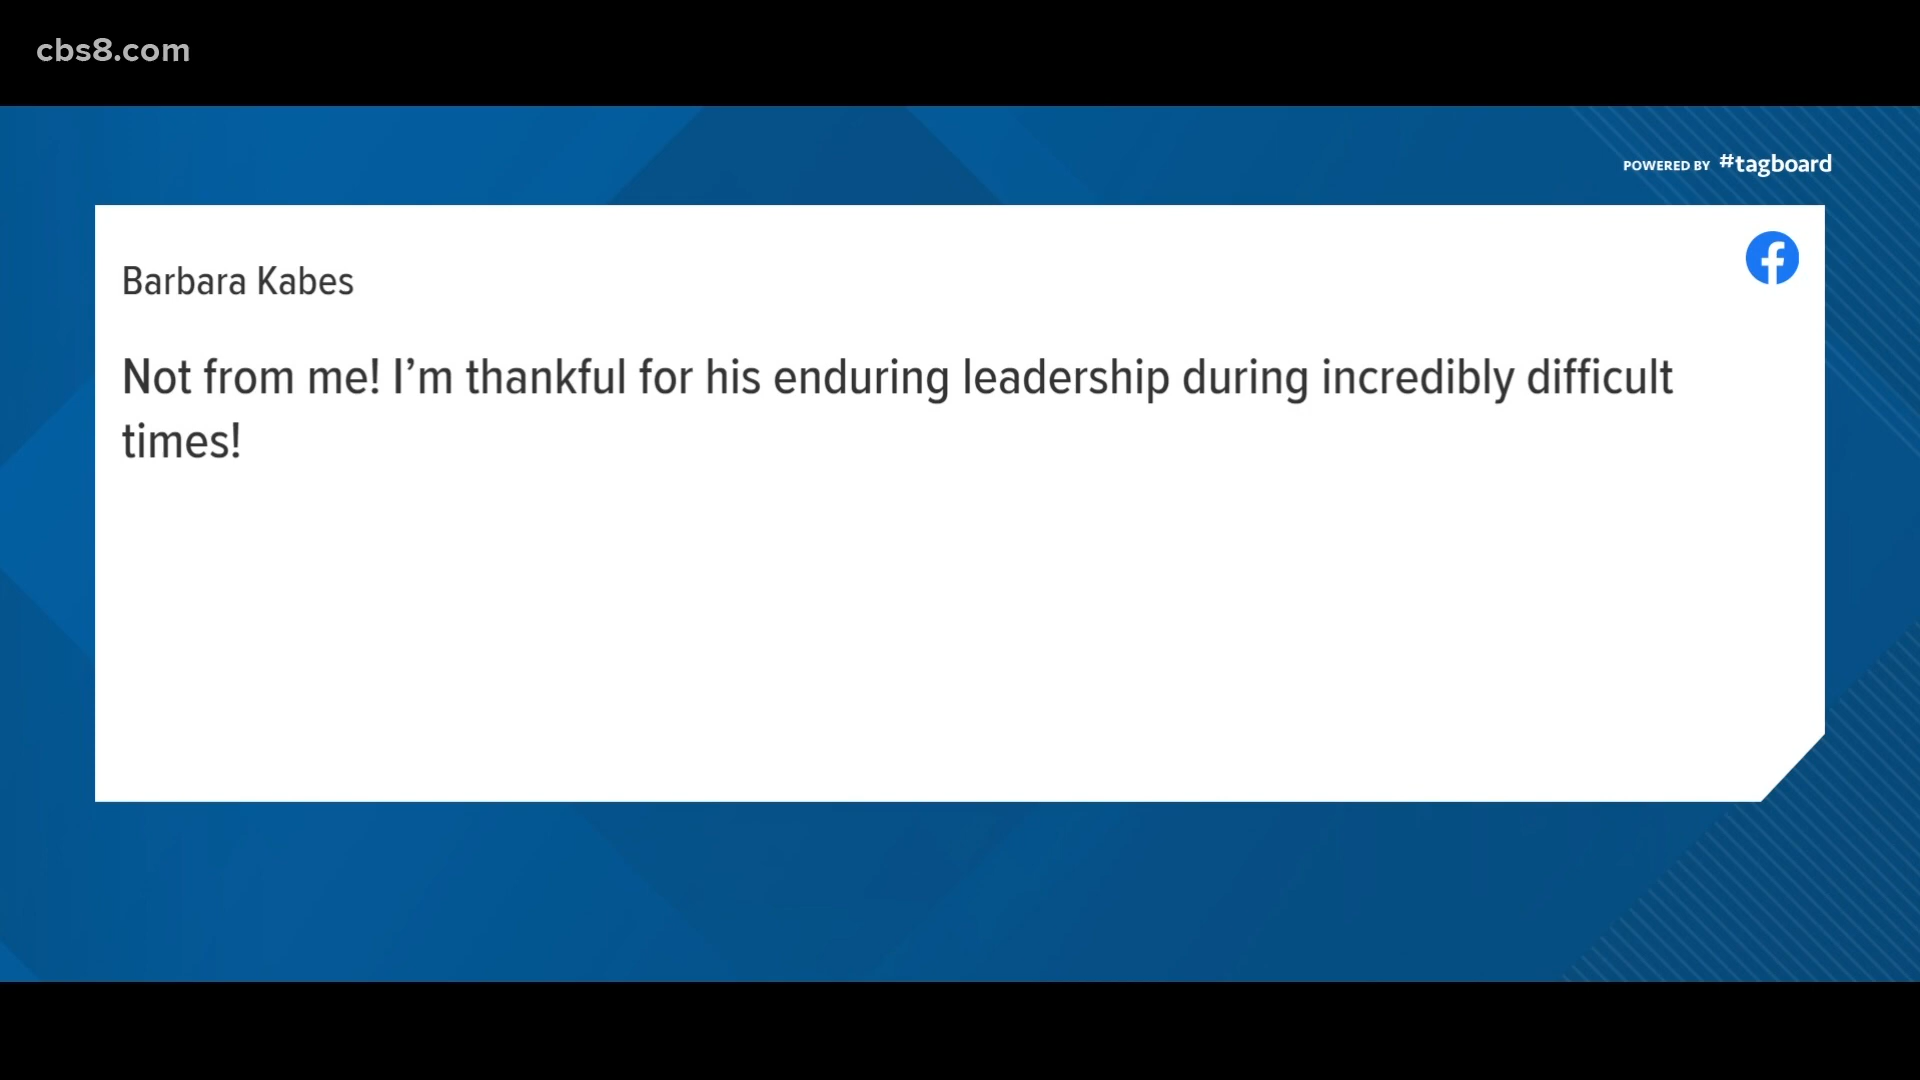 cbs8.com
POWERED BY #tagboard
Barbara Kabes
Not from me! I’m thankful for his enduring leadership during incredibly difficult
times!